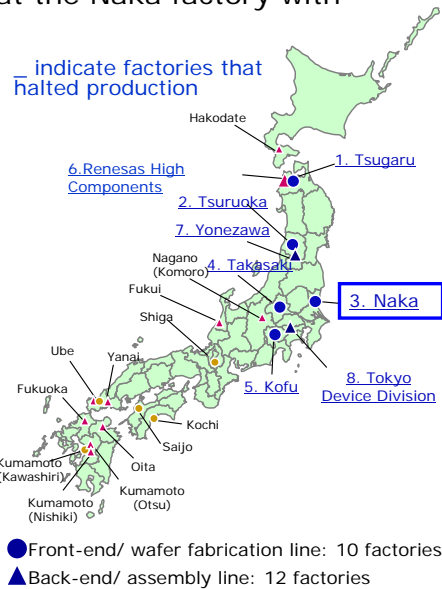 at the Naka factory with
_ indicate factories that
halted production
Hakodate
1. Tsugaru
6.Renesas High
Components
2. Tsuruoka
7. Yonezawa
Nagano
(Komoro)
4. Takasaki
Fukui
3. Naka
Shiga
Ube
Yanai
5. Kofu
8. Tokyo
Device Division
Fukuoka
Kochi
Saijo
Oita
Kumamoto
(Kawashiri)
Kumamoto
(Otsu)
Kumamoto
(Nishiki)
Front-end/ wafer fabrication line: 10 factories
Back-end/ assembly line: 12 factories